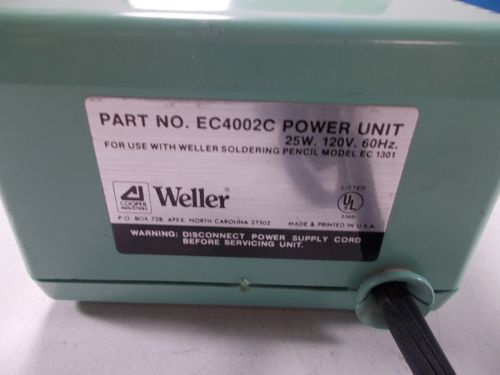 PART NO. EC4002C POWER UNIT
25W. 120V. 60Hz.
FOR USE WITH WELLER SOLDERING PENCIL MODEL EC 1301
COOPER
INDUSTRIES
Weller®
LISTED
UL
P.O. BOX 728, APEX, NORTH CAROLINA 27502
MADE & PRINTED IN U.S.A.
WARNING: DISCONNECT POWER SUPPLY CORD
BEFORE SERVICING UNIT.